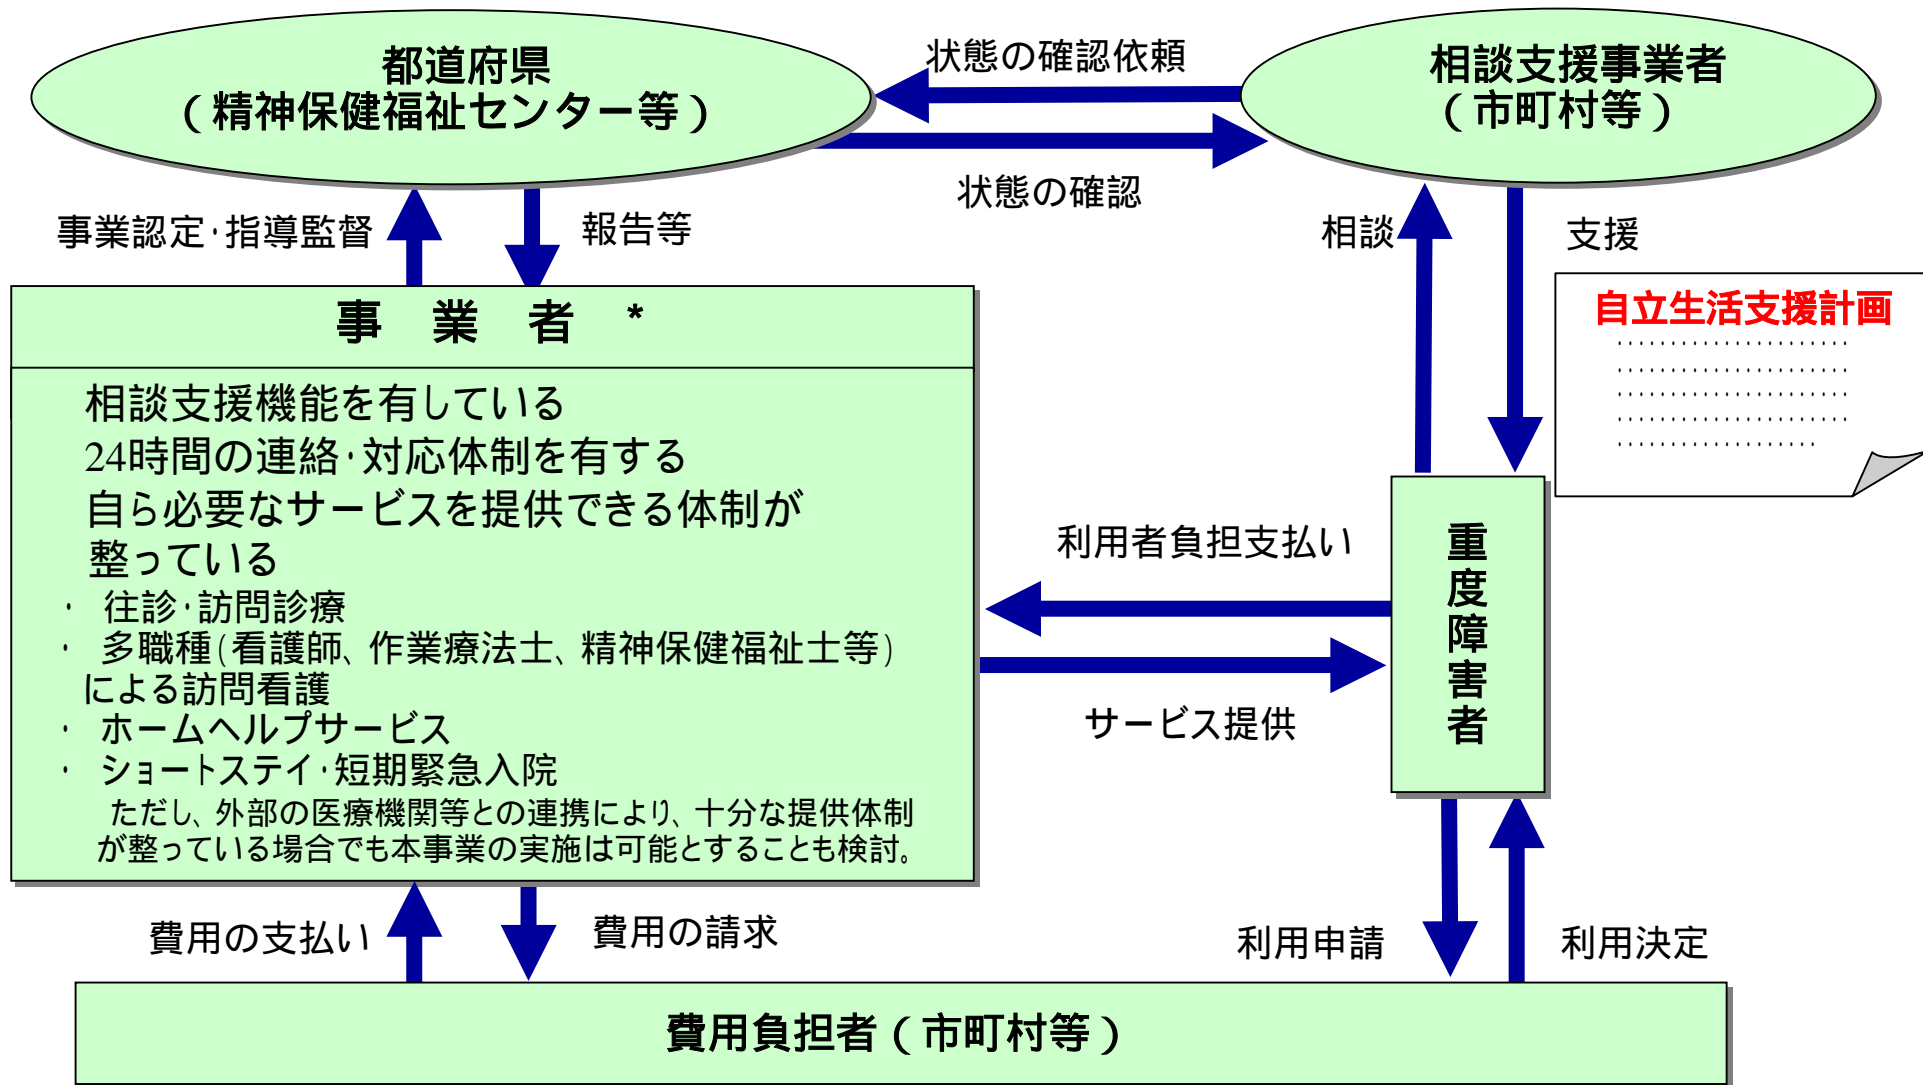 都道府県
（精神保健福祉センター等）
状態の確認依頼
相談支援事業者
（市町村等）
状態の確認
事業認定・指導監督
報告等
相談
支援
自立生活支援計画
事　業　者　*
相談支援機能を有している
24時間の連絡・対応体制を有する
自ら必要なサービスを提供できる体制が
整っている
・　往診・訪問診療
・　多職種（看護師、作業療法士、精神保健福祉士等）
による訪問看護
・　ホームヘルプサービス
・　ショートステイ・短期緊急入院
ただし、外部の医療機関等との連携により、十分な提供体制
が整っている場合でも本事業の実施は可能とすることも検討。
利用者負担支払い
サービス提供
重度障害者
費用の支払い
費用の請求
利用申請
利用決定
費用負担者（市町村等）